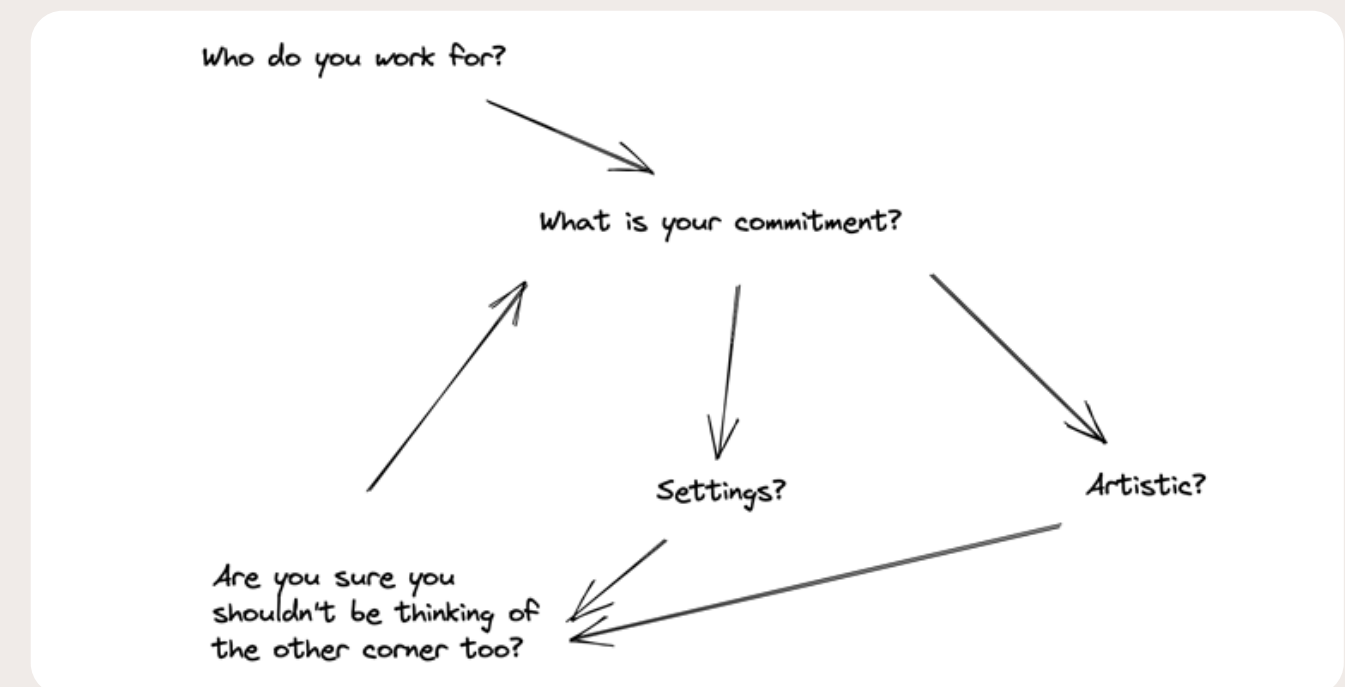 Who do you work for?
What is your commitment?
Settings?
Artistic?
Are you sure you
shouldn't be thinking of
the other corner too?